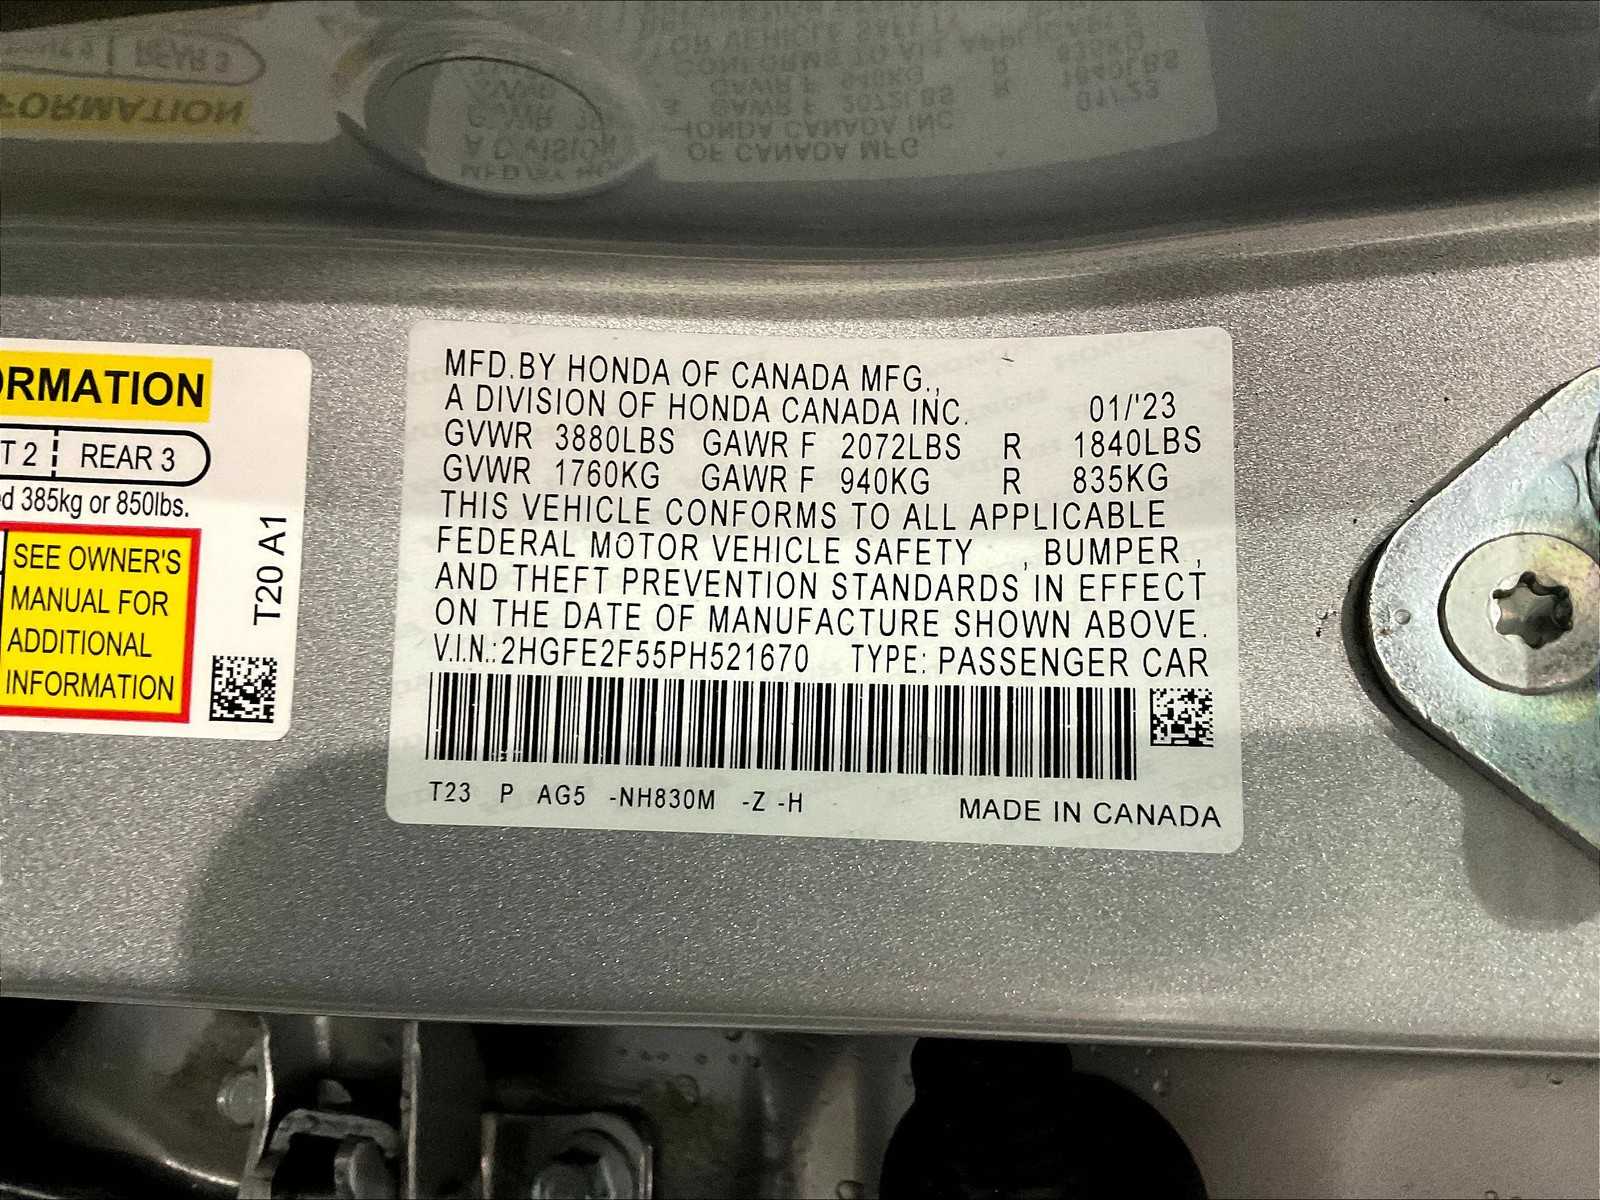 ORMATION
T 2 REAR 3
d 385kg or 850lbs.
SEE OWNER'S
MANUAL FOR
ADDITIONAL
INFORMATION
T20 A1
MFD.BY HONDA OF CANADA MFG.,
A DIVISION OF HONDA CANADA INC. 01/'23
GVWR 3880LBS GAWR F 2072LBS R 1840LBS
GVWR 1760KG GAWR F 940KG R 835KG
THIS VEHICLE CONFORMS TO ALL APPLICABLE
FEDERAL MOTOR VEHICLE SAFETY , BUMPER ,
AND THEFT PREVENTION STANDARDS IN EFFECT
ON THE DATE OF MANUFACTURE SHOWN ABOVE.
V.I.N.:2HGFE2F55PH521670 TYPE: PASSENGER CAR
T23 P AG5 -NH830M -Z -H
MADE IN CANADA